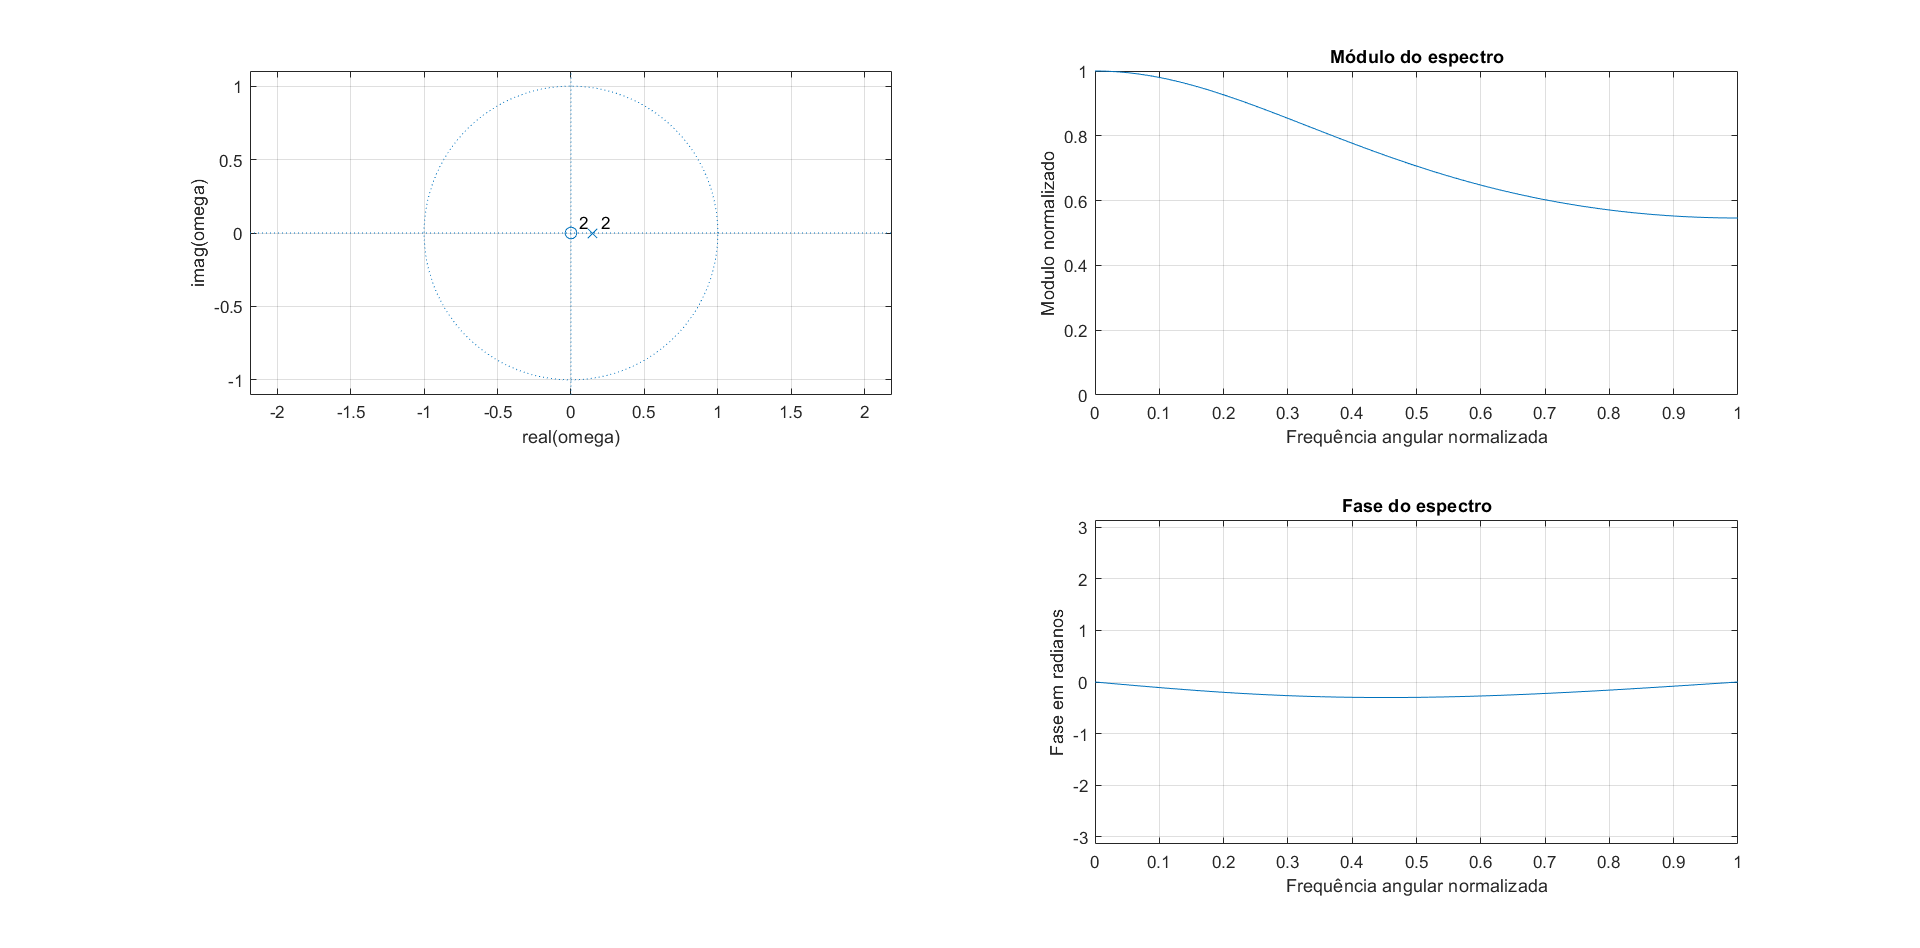 1
0.5
0
-0.5
-1
imag(omega)
2 2
-2 -1.5 -1 -0.5 0 0.5 1 1.5 2
real(omega)
Módulo do espectro
1
0.8
0.6
0.4
0.2
0
Modulo normalizado
0 0.1 0.2 0.3 0.4 0.5 0.6 0.7 0.8 0.9 1
Frequência angular normalizada
Fase do espectro
3
2
1
0
-1
-2
-3
Fase em radianos
0 0.1 0.2 0.3 0.4 0.5 0.6 0.7 0.8 0.9 1
Frequência angular normalizada